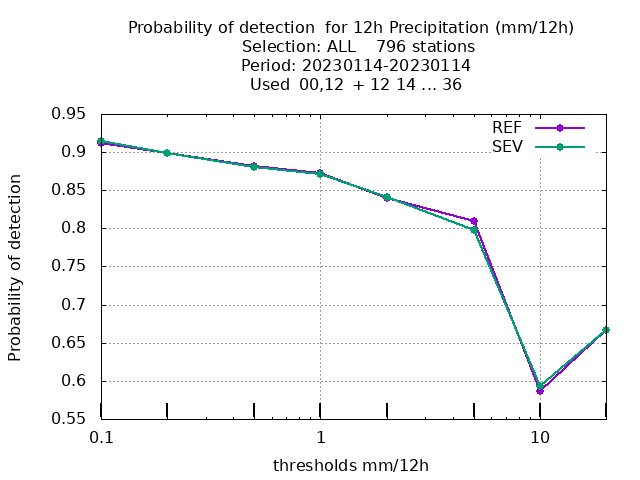 Probability of detection  for 12h Precipitation (mm/12h)
Selection: ALL    796 stations
Period: 20230114-20230114
Used  00,12  + 12 14 ... 36
REF
SEV
0.95
0.9
0.85
0.8
0.75
0.7
0.65
0.6
0.55
Probability of detection
0.1
1
10
thresholds mm/12h